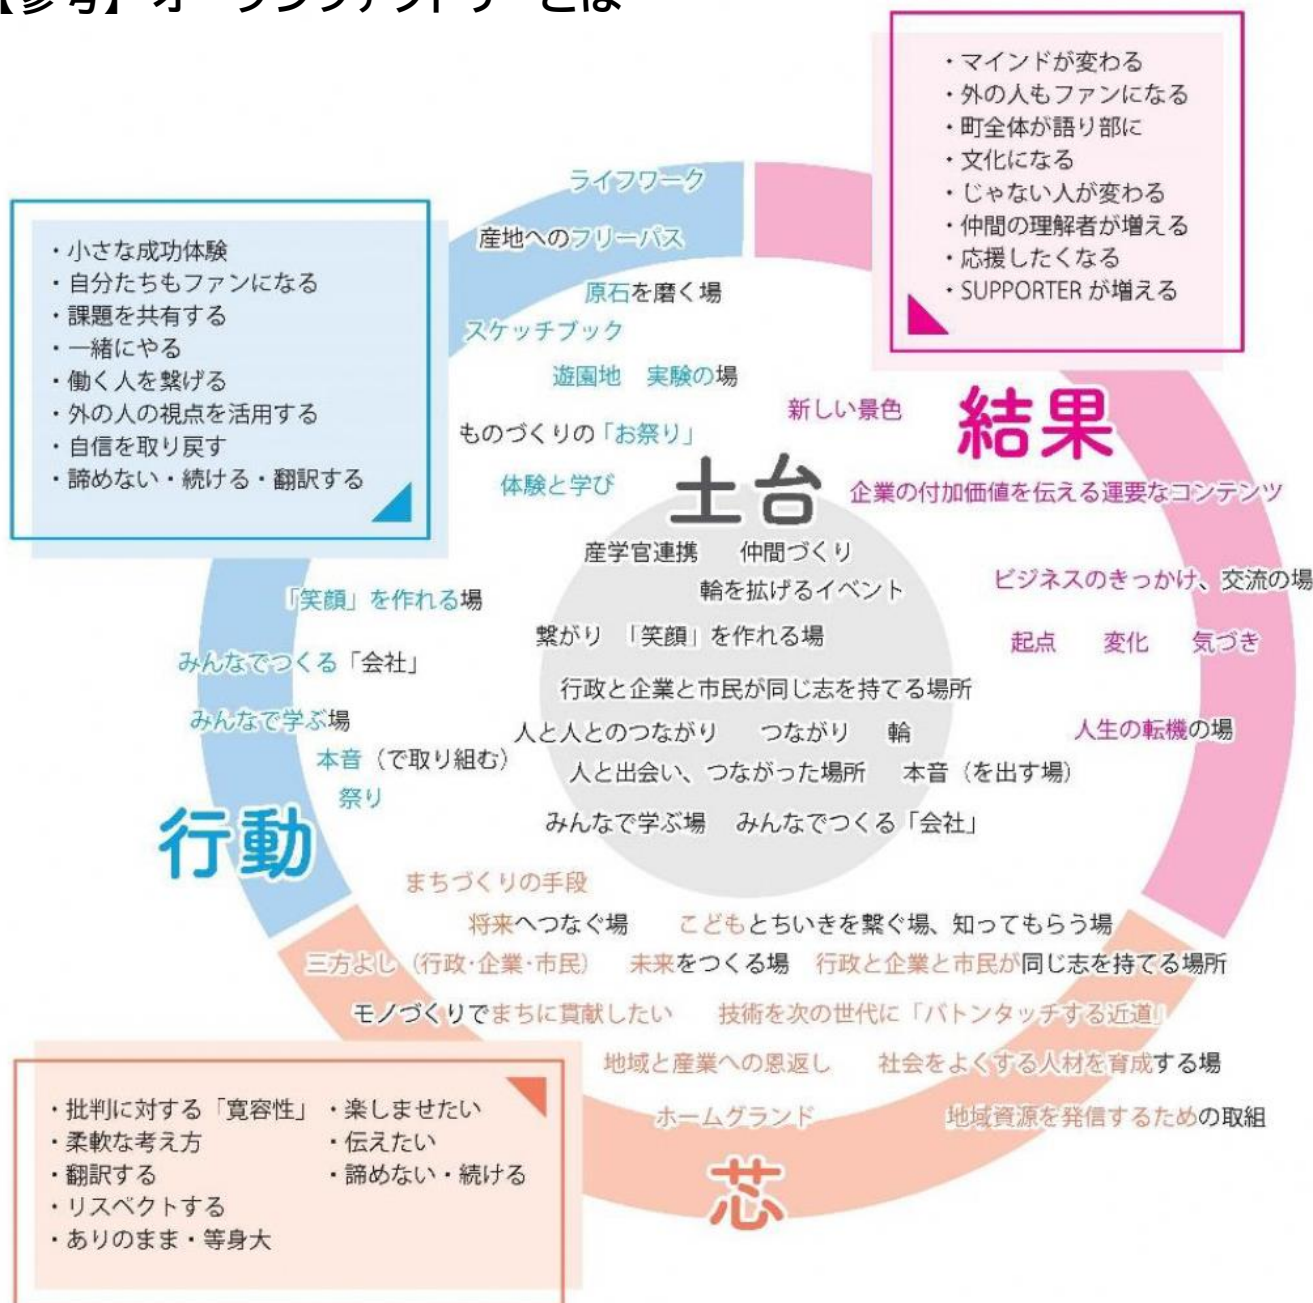 【参考】オープンファクトリーとは
・マインドが変わる
・外の人もファンになる
・町全体が語り部に
・文化になる
・じゃない人が変わる
・仲間の理解者が増える
・応援したくなる
・SUPPORTER が増える
・小さな成功体験
・自分たちもファンになる
・課題を共有する
・一緒にやる
・働く人を繋げる
・外の人の視点を活用する
・自信を取り戻す
・諦めない・続ける・翻訳する
ライフワーク
産地へのフリーパス
原石を磨く場
スケッチブック
遊園地 実験の場
ものづくりの「お祭り」
体験と学び
新しい景色
結果
企業の付加価値を伝える運要なコンテンツ
ビジネスのきっかけ、交流の場
起点 変化 気づき
人生の転機の場
土台
産学官連携 仲間づくり
輪を拡げるイベント
繋がり 「笑顔」を作れる場
行政と企業と市民が同じ志を持てる場所
人と人とのつながり つながり 輪
人と出会い、つながった場所 本音（を出す場）
みんなで学ぶ場 みんなでつくる「会社」
「笑顔」を作れる場
みんなでつくる「会社」
みんなで学ぶ場
本音（で取り組む）
祭り
行動
まちづくりの手段
将来へつなぐ場 こどもとちいきを繋ぐ場、知ってもらう場
三方よし（行政・企業・市民） 未来をつくる場 行政と企業と市民が同じ志を持てる場所
モノづくりでまちに貢献したい 技術を次の世代に「バトンタッチする近道」
地域と産業への恩返し 社会をよくする人材を育成する場
ホームグランド 地域資源を発信するための取組
芯
・批判に対する「寛容性」 ・楽しませたい
・柔軟な考え方 ・伝えたい
・翻訳する ・諦めない・続ける
・リスペクトする
・ありのまま・等身大